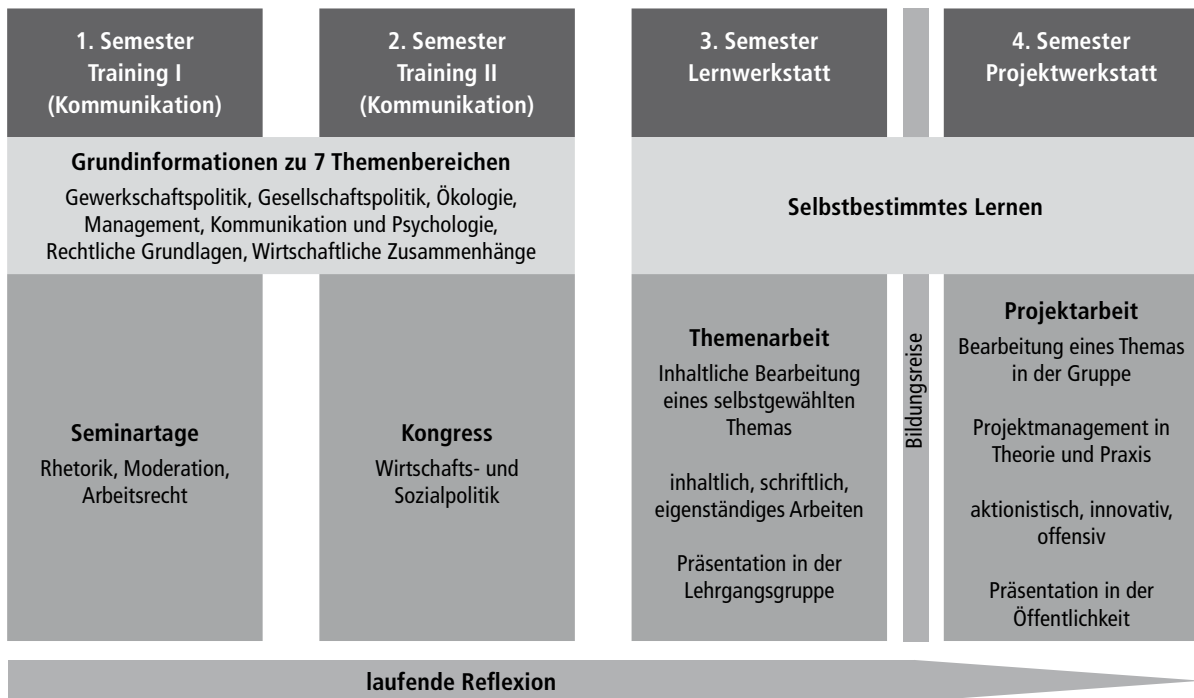 1. Semester
Training I
(Kommunikation)
2. Semester
Training II
(Kommunikation)
3. Semester
Lernwerkstatt
4. Semester
Projektwerkstatt
Grundinformationen zu 7 Themenbereichen
Gewerkschaftspolitik, Gesellschaftspolitik, Ökologie,
Management, Kommunikation und Psychologie,
Rechtliche Grundlagen, Wirtschaftliche Zusammenhänge
Selbstbestimmtes Lernen
Seminartage
Rhetorik, Moderation,
Arbeitsrecht
Kongress
Wirtschafts- und
Sozialpolitik
Themenarbeit
Inhaltliche Bearbeitung
eines selbstgewählten
Themas
inhaltlich, schriftlich,
eigenständiges Arbeiten
Präsentation in der
Lehrgangsgruppe
Bildungsreise
Projektarbeit
Bearbeitung eines Themas
in der Gruppe
Projektmanagement in
Theorie und Praxis
aktionistisch, innovativ,
offensiv
Präsentation in der
Öffentlichkeit
laufende Reflexion